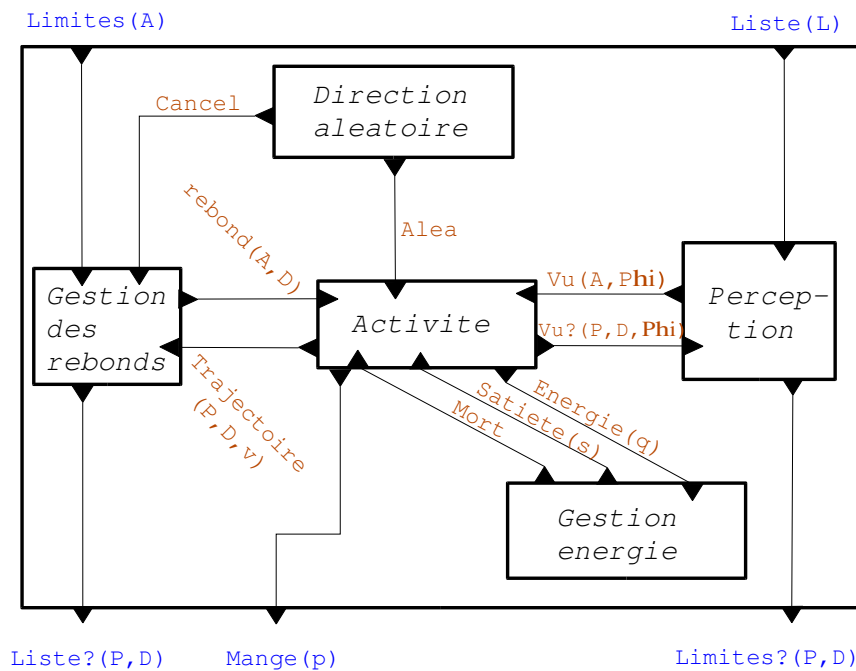 Limites(A)
Liste(L)
Direction
aleatoire
Cancel
rebond(A,D)
Alea
Gestion
des
rebonds
Activite
Vu(A,Phi)
Vu?(P,D,Phi)
Percep-
tion
Trajectoire
(P,D,v)
Mort
Satiete(s)
Energie(q)
Gestion
energie
Liste?(P,D)
Mange(p)
Limites?(P,D)